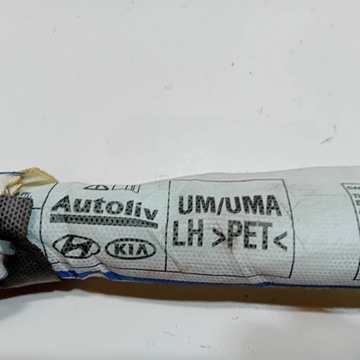 Autoliv
KIA
UM/UMA
LH >PET<